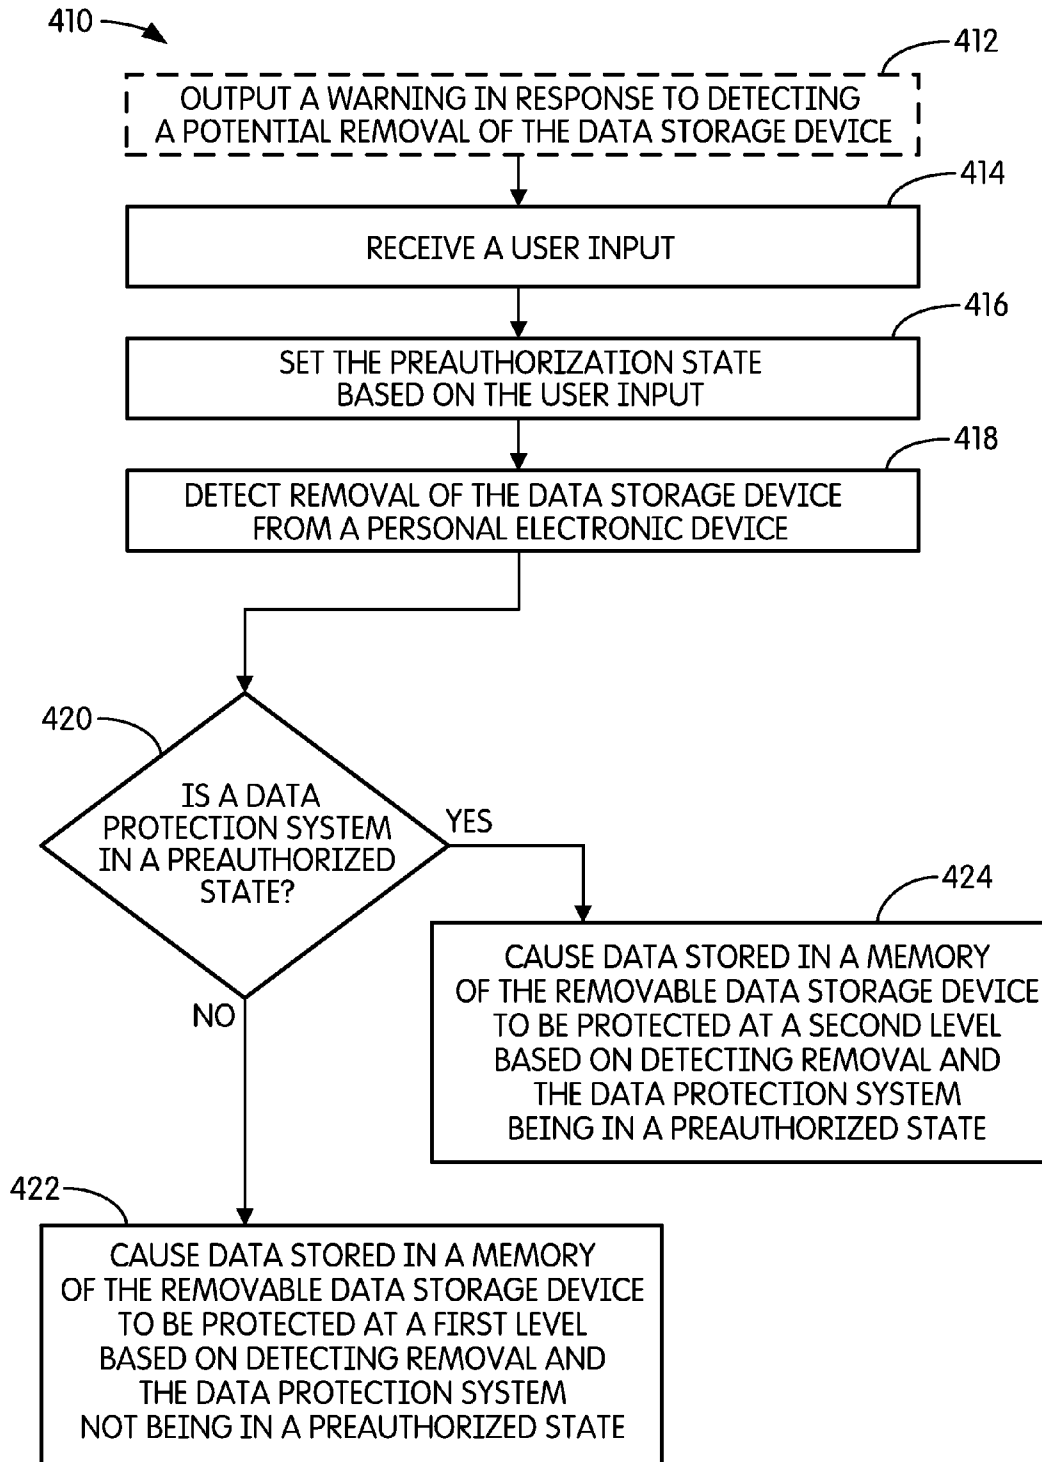 410
412
OUTPUT A WARNING IN RESPONSE TO DETECTING
A POTENTIAL REMOVAL OF THE DATA STORAGE DEVICE
414
RECEIVE A USER INPUT
416
SET THE PREAUTHORIZATION STATE
BASED ON THE USER INPUT
418
DETECT REMOVAL OF THE DATA STORAGE DEVICE
FROM A PERSONAL ELECTRONIC DEVICE
420
IS A DATA
PROTECTION SYSTEM
IN A PREAUTHORIZED
STATE?
YES
NO
424
CAUSE DATA STORED IN A MEMORY
OF THE REMOVABLE DATA STORAGE DEVICE
TO BE PROTECTED AT A SECOND LEVEL
BASED ON DETECTING REMOVAL AND
THE DATA PROTECTION SYSTEM
BEING IN A PREAUTHORIZED STATE
422
CAUSE DATA STORED IN A MEMORY
OF THE REMOVABLE DATA STORAGE DEVICE
TO BE PROTECTED AT A FIRST LEVEL
BASED ON DETECTING REMOVAL AND
THE DATA PROTECTION SYSTEM
NOT BEING IN A PREAUTHORIZED STATE